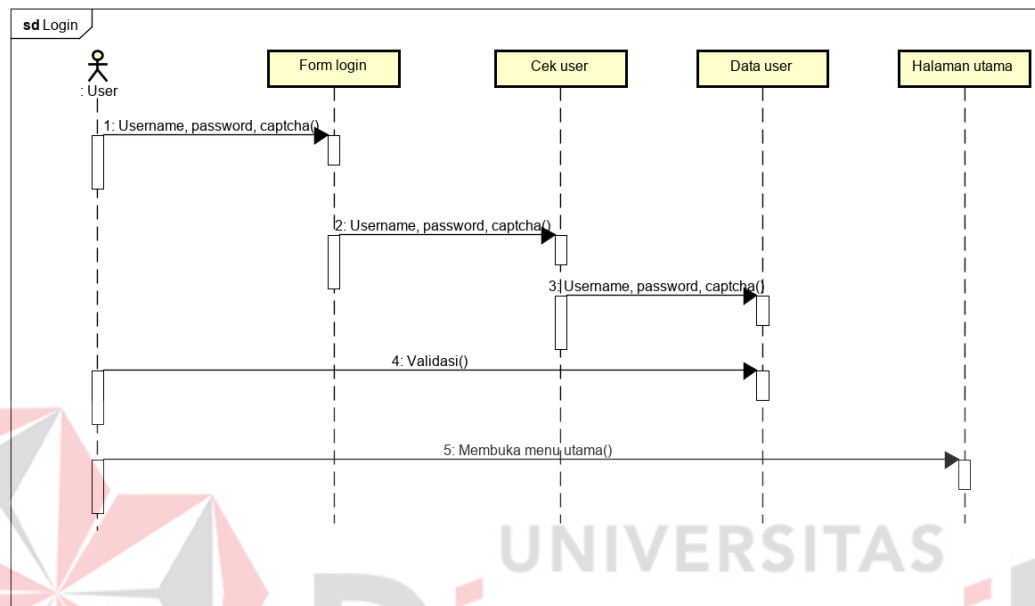 sd Login
: User
Form login
Cek user
Data user
Halaman utama
1: Username, password, captcha()
2: Username, password, captcha()
3: Username, password, captcha()
4: Validasi()
5: Membuka menu utama()
UNIVERSITAS